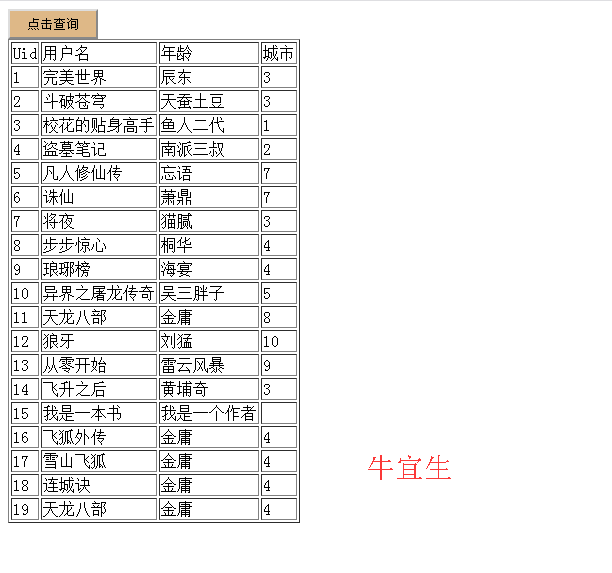 点击查询
Uid 用户名 年龄 城市
1 完美世界 辰东 3
2 斗破苍穹 天蚕土豆 3
3 校花的贴身高手 鱼人二代 1
4 盗墓笔记 南派三叔 2
5 凡人修仙传 忘语 7
6 诛仙 萧鼎 7
7 将夜 猫腻 3
8 步步惊心 桐华 4
9 琅琊榜 海宴 4
10 异界之屠龙传奇 吴三胖子 5
11 天龙八部 金庸 8
12 狼牙 刘猛 10
13 从零开始 雷云风暴 9
14 飞升之后 黄埔奇 3
15 我是一本书 我是一个作者
16 飞狐外传 金庸 4
17 雪山飞狐 金庸 4
18 连城诀 金庸 4
19 天龙八部 金庸 4
牛宜生